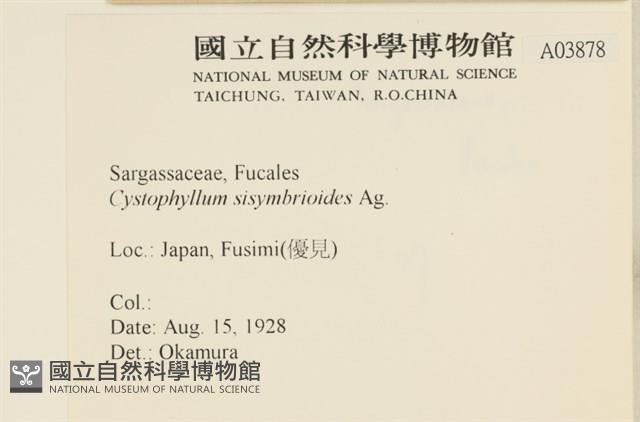 國立自然科學博物館
A03878
NATIONAL MUSEUM OF NATURAL SCIENCE
TAICHUNG, TAIWAN, R.O.CHINA
Sargassaceae, Fucales
Cystophyllum sisymbrioides Ag.
Loc.: Japan, Fusimi(優見)
Col.:
Date: Aug. 15, 1928
Det.: Okamura
國立自然科學博物館
NATIONAL MUSEUM OF NATURAL SCIENCE